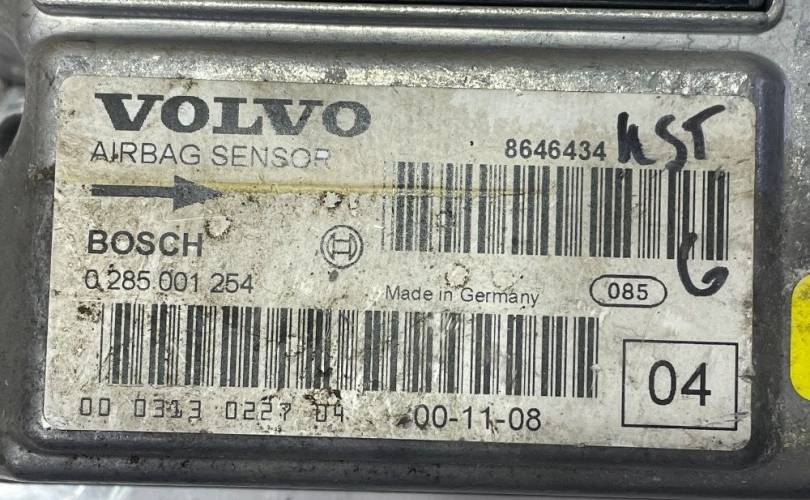 VOLVO
AIRBAG SENSOR
8646434
BOSCH
0 285 001 254
Made in Germany
085
04
00 0313 0227 04
00-11-08
6